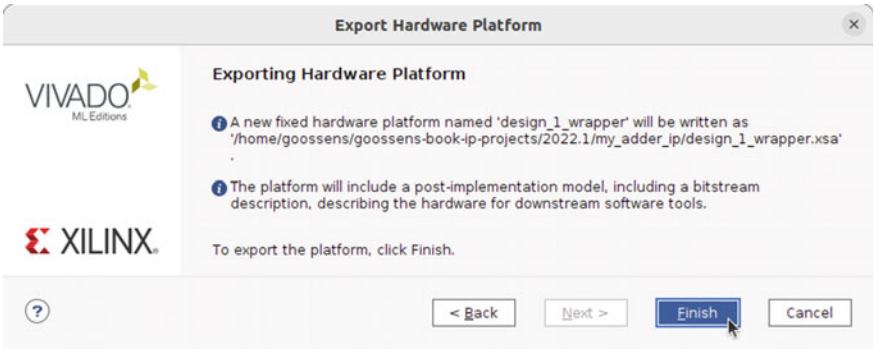 Export Hardware Platform
VIVADO
ML Editions
Exporting Hardware Platform
A new fixed hardware platform named 'design_1_wrapper' will be written as
'/home/goossens/goossens-book-ip-projects/2022.1/my_adder_ip/design_1_wrapper.xsa'
.
The platform will include a post-implementation model, including a bitstream
description, describing the hardware for downstream software tools.
XILINX
To export the platform, click Finish.
?
< Back
Next >
Finish
Cancel